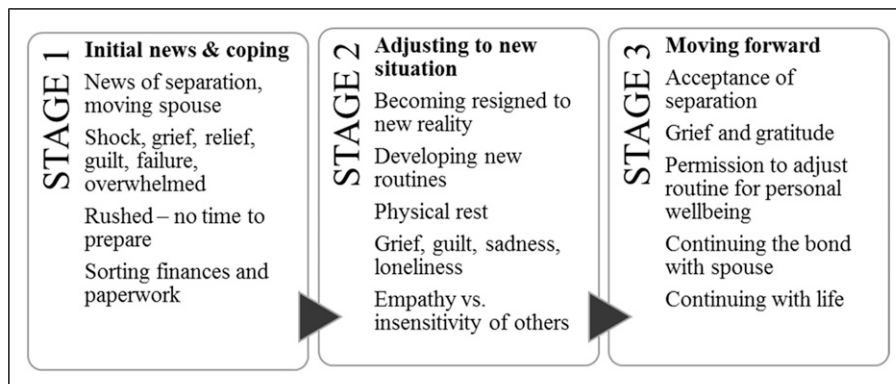 STAGE 1
Initial news & coping
News of separation,
moving spouse
Shock, grief, relief,
guilt, failure,
overwhelmed
Rushed – no time to
prepare
Sorting finances and
paperwork
STAGE 2
Adjusting to new
situation
Becoming resigned to
new reality
Developing new
routines
Physical rest
Grief, guilt, sadness,
loneliness
Empathy vs.
insensitivity of others
STAGE 3
Moving forward
Acceptance of
separation
Grief and gratitude
Permission to adjust
routine for personal
wellbeing
Continuing the bond
with spouse
Continuing with life